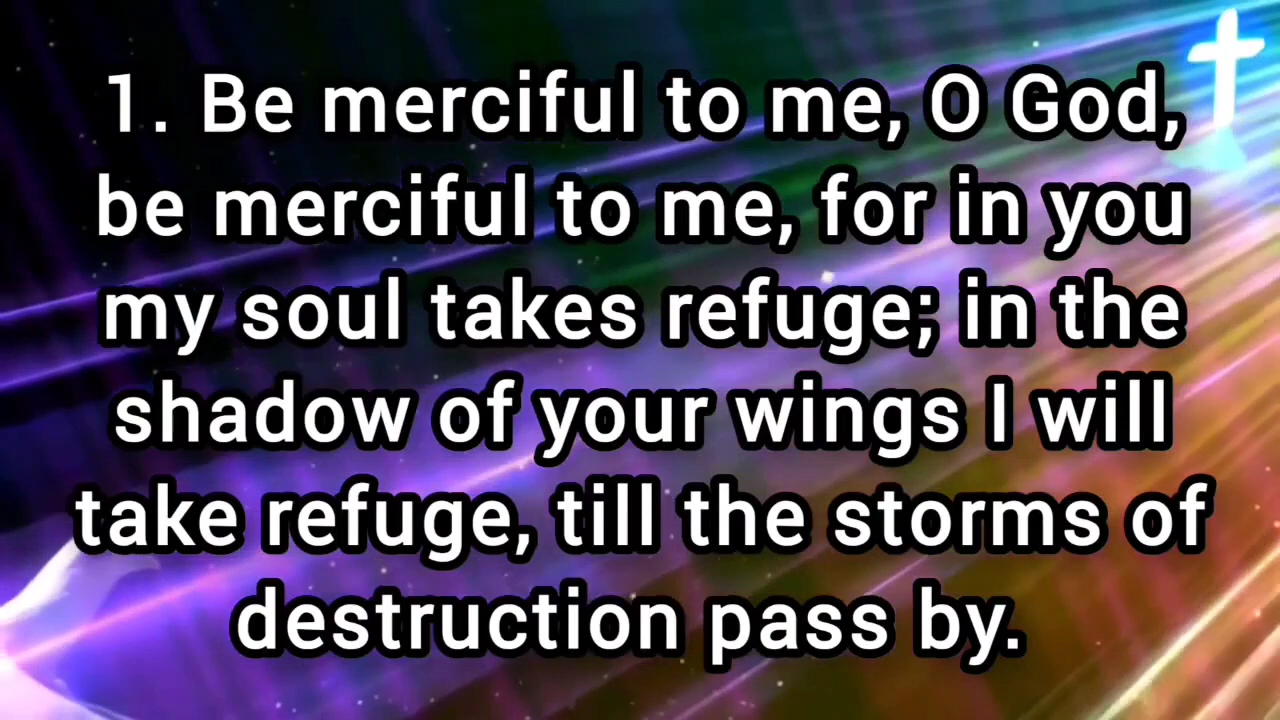 1. Be merciful to me, O God,
be merciful to me, for in you
my soul takes refuge; in the
shadow of your wings I will
take refuge, till the storms of
destruction pass by.